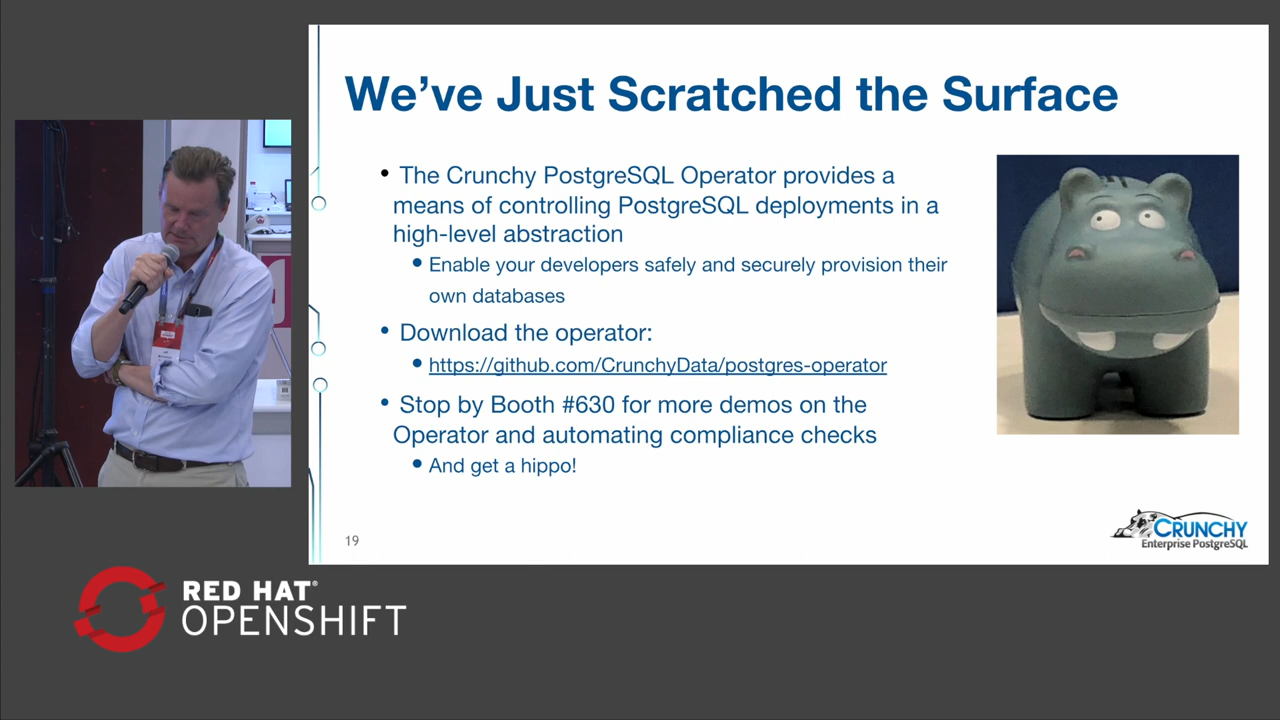 We've Just Scratched the Surface
• The Crunchy PostgreSQL Operator provides a
means of controlling PostgreSQL deployments in a
high-level abstraction
• Enable your developers safely and securely provision their
own databases
• Download the operator:
• https://github.com/CrunchyData/postgres-operator
• Stop by Booth #630 for more demos on the
Operator and automating compliance checks
• And get a hippo!
19
CRUNCHY
Enterprise PostgreSQL
RED HAT®
OPENSHIFT